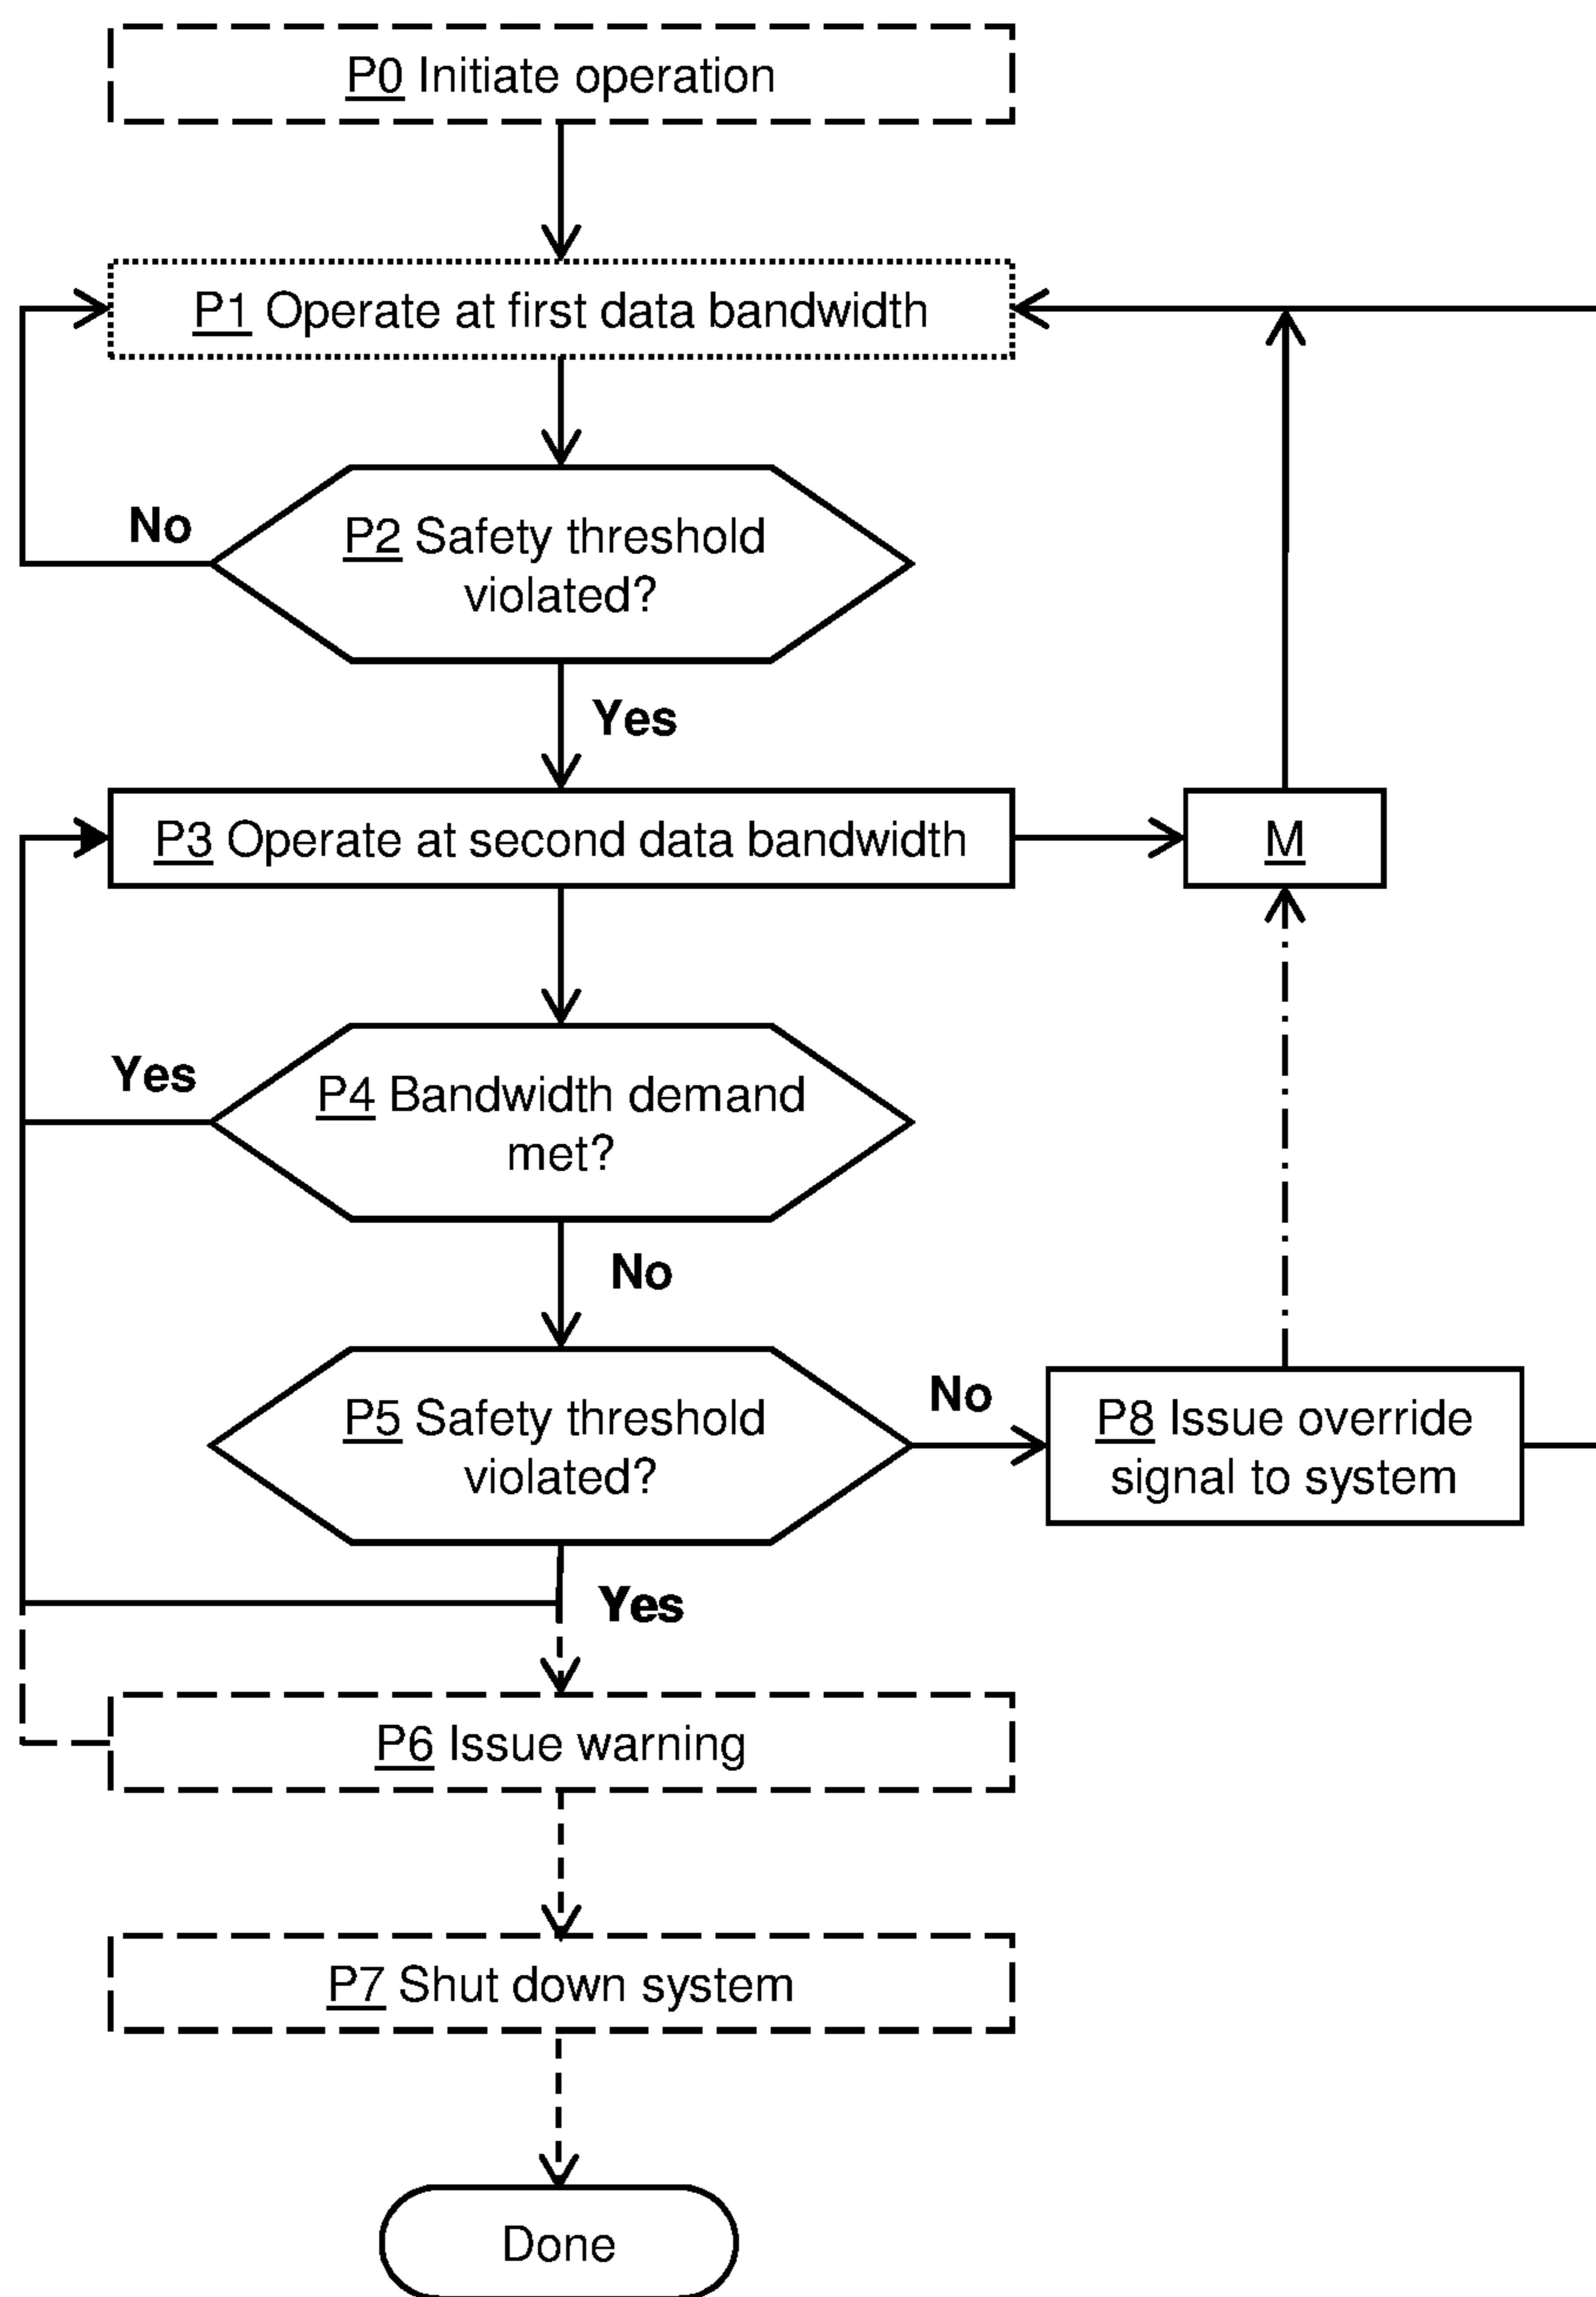 P0 Initiate operation
P1 Operate at first data bandwidth
No
P2 Safety threshold
violated?
Yes
P3 Operate at second data bandwidth
M
Yes
P4 Bandwidth demand
met?
No
P5 Safety threshold
violated?
No
P8 Issue override
signal to system
Yes
P6 Issue warning
P7 Shut down system
Done